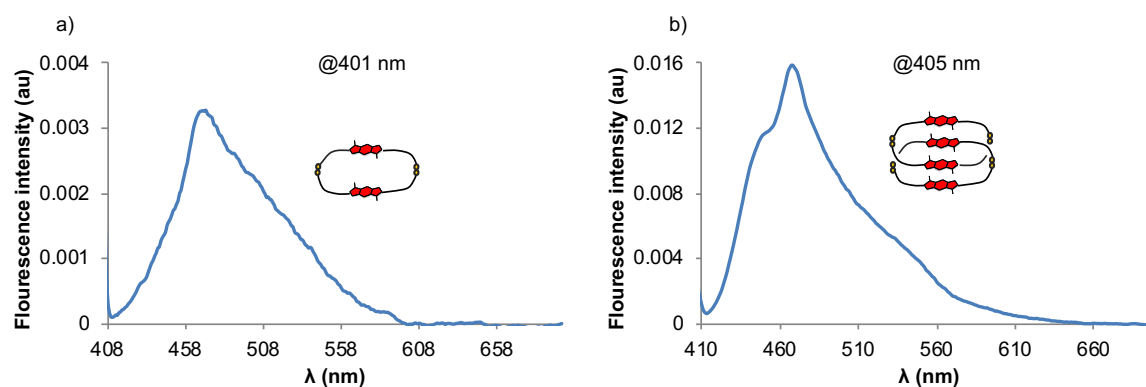 a)
@401 nm
Flourescence intensity (au)
0.004
0.003
0.002
0.001
0
408 458 508 558 608 658
λ (nm)
b)
@405 nm
Flourescence intensity (au)
0.016
0.012
0.008
0.004
0
410 460 510 560 610 660
λ (nm)